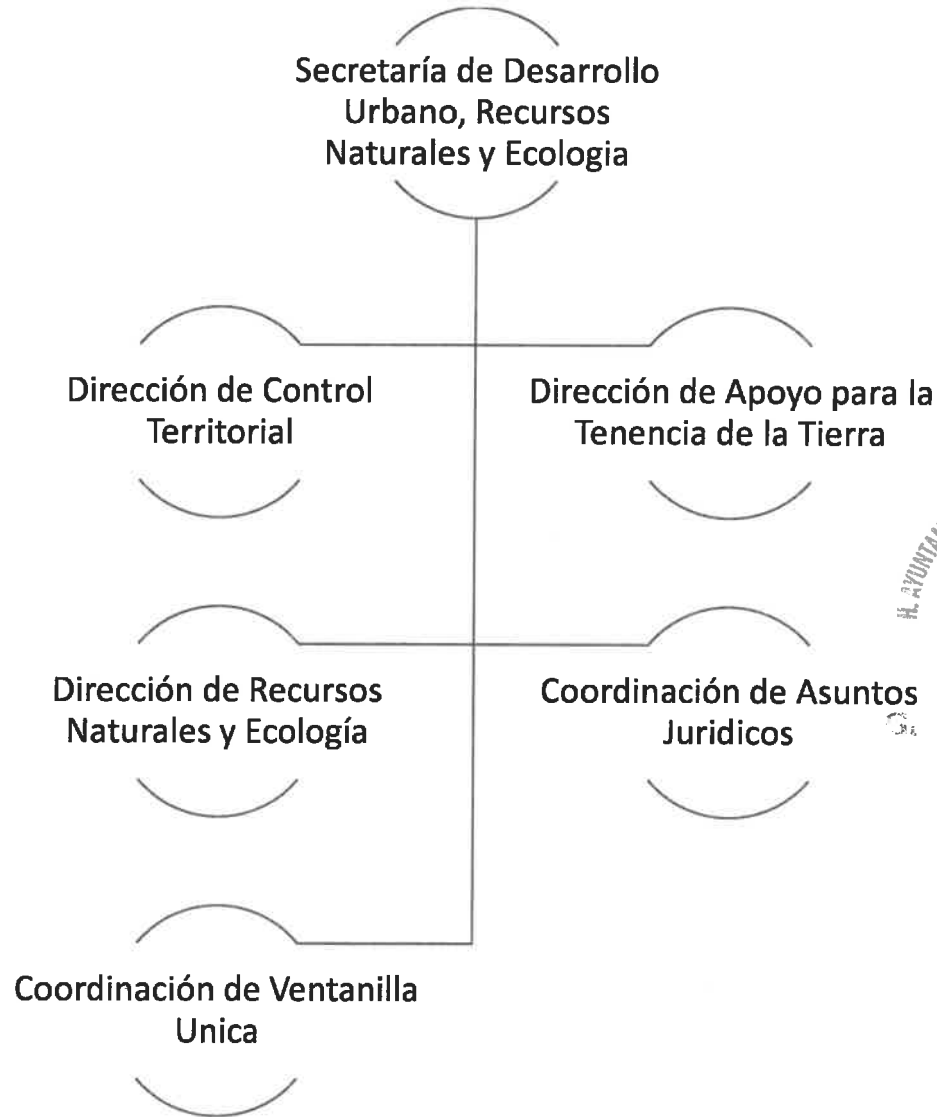 Secretaría de Desarrollo
Urbano, Recursos
Naturales y Ecologia
Dirección de Control
Territorial
Dirección de Apoyo para la
Tenencia de la Tierra
H. AYUNTA
Dirección de Recursos
Naturales y Ecología
Coordinación de Asuntos
Juridicos
Coordinación de Ventanilla
Unica